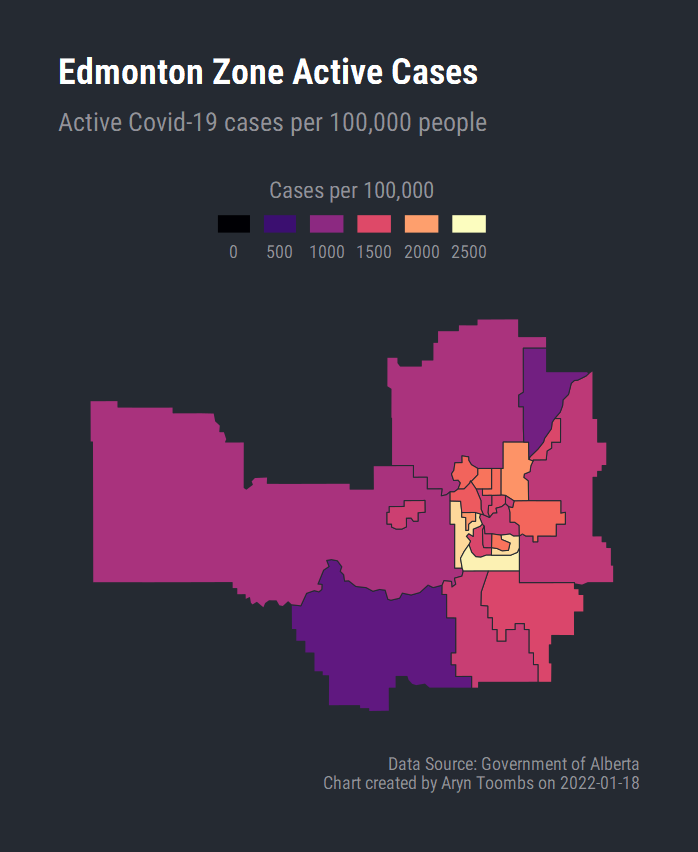 Edmonton Zone Active Cases
Active Covid-19 cases per 100,000 people
Cases per 100,000
0 500 1000 1500 2000 2500
Data Source: Government of Alberta
Chart created by Aryn Toombs on 2022-01-18